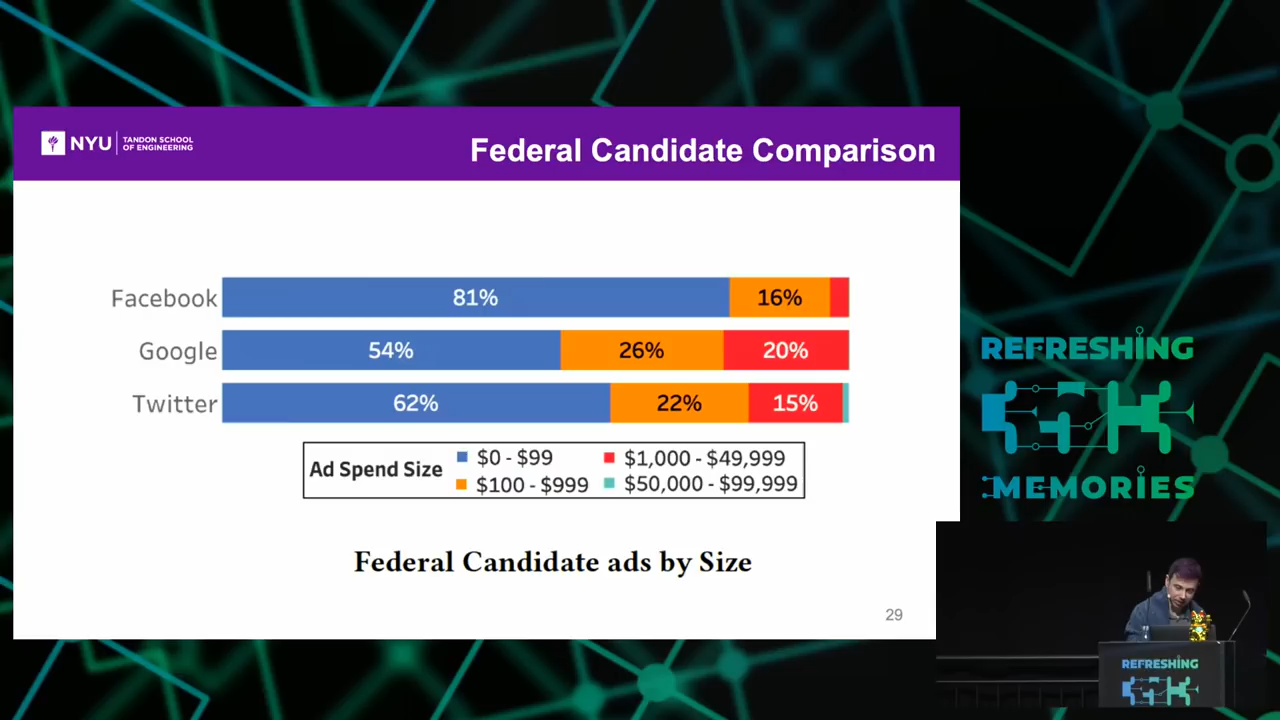 NYU
TANDON SCHOOL
OF ENGINEERING
Federal Candidate Comparison
Facebook 81% 16%
Google 54% 26% 20%
Twitter 62% 22% 15%
Ad Spend Size
$0 - $99 $1,000 - $49,999
$100 - $999 $50,000 - $99,999
Federal Candidate ads by Size
29
REFRESHING
MEMORIES
REFRESHING